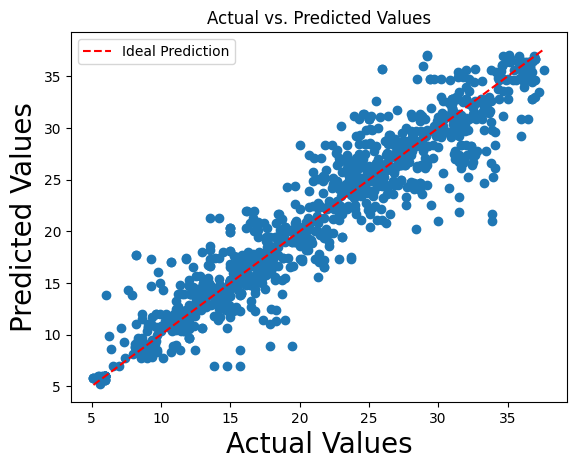 Actual vs. Predicted Values
Ideal Prediction
Predicted Values
35
30
25
20
15
10
5
5 10 15 20 25 30 35
Actual Values